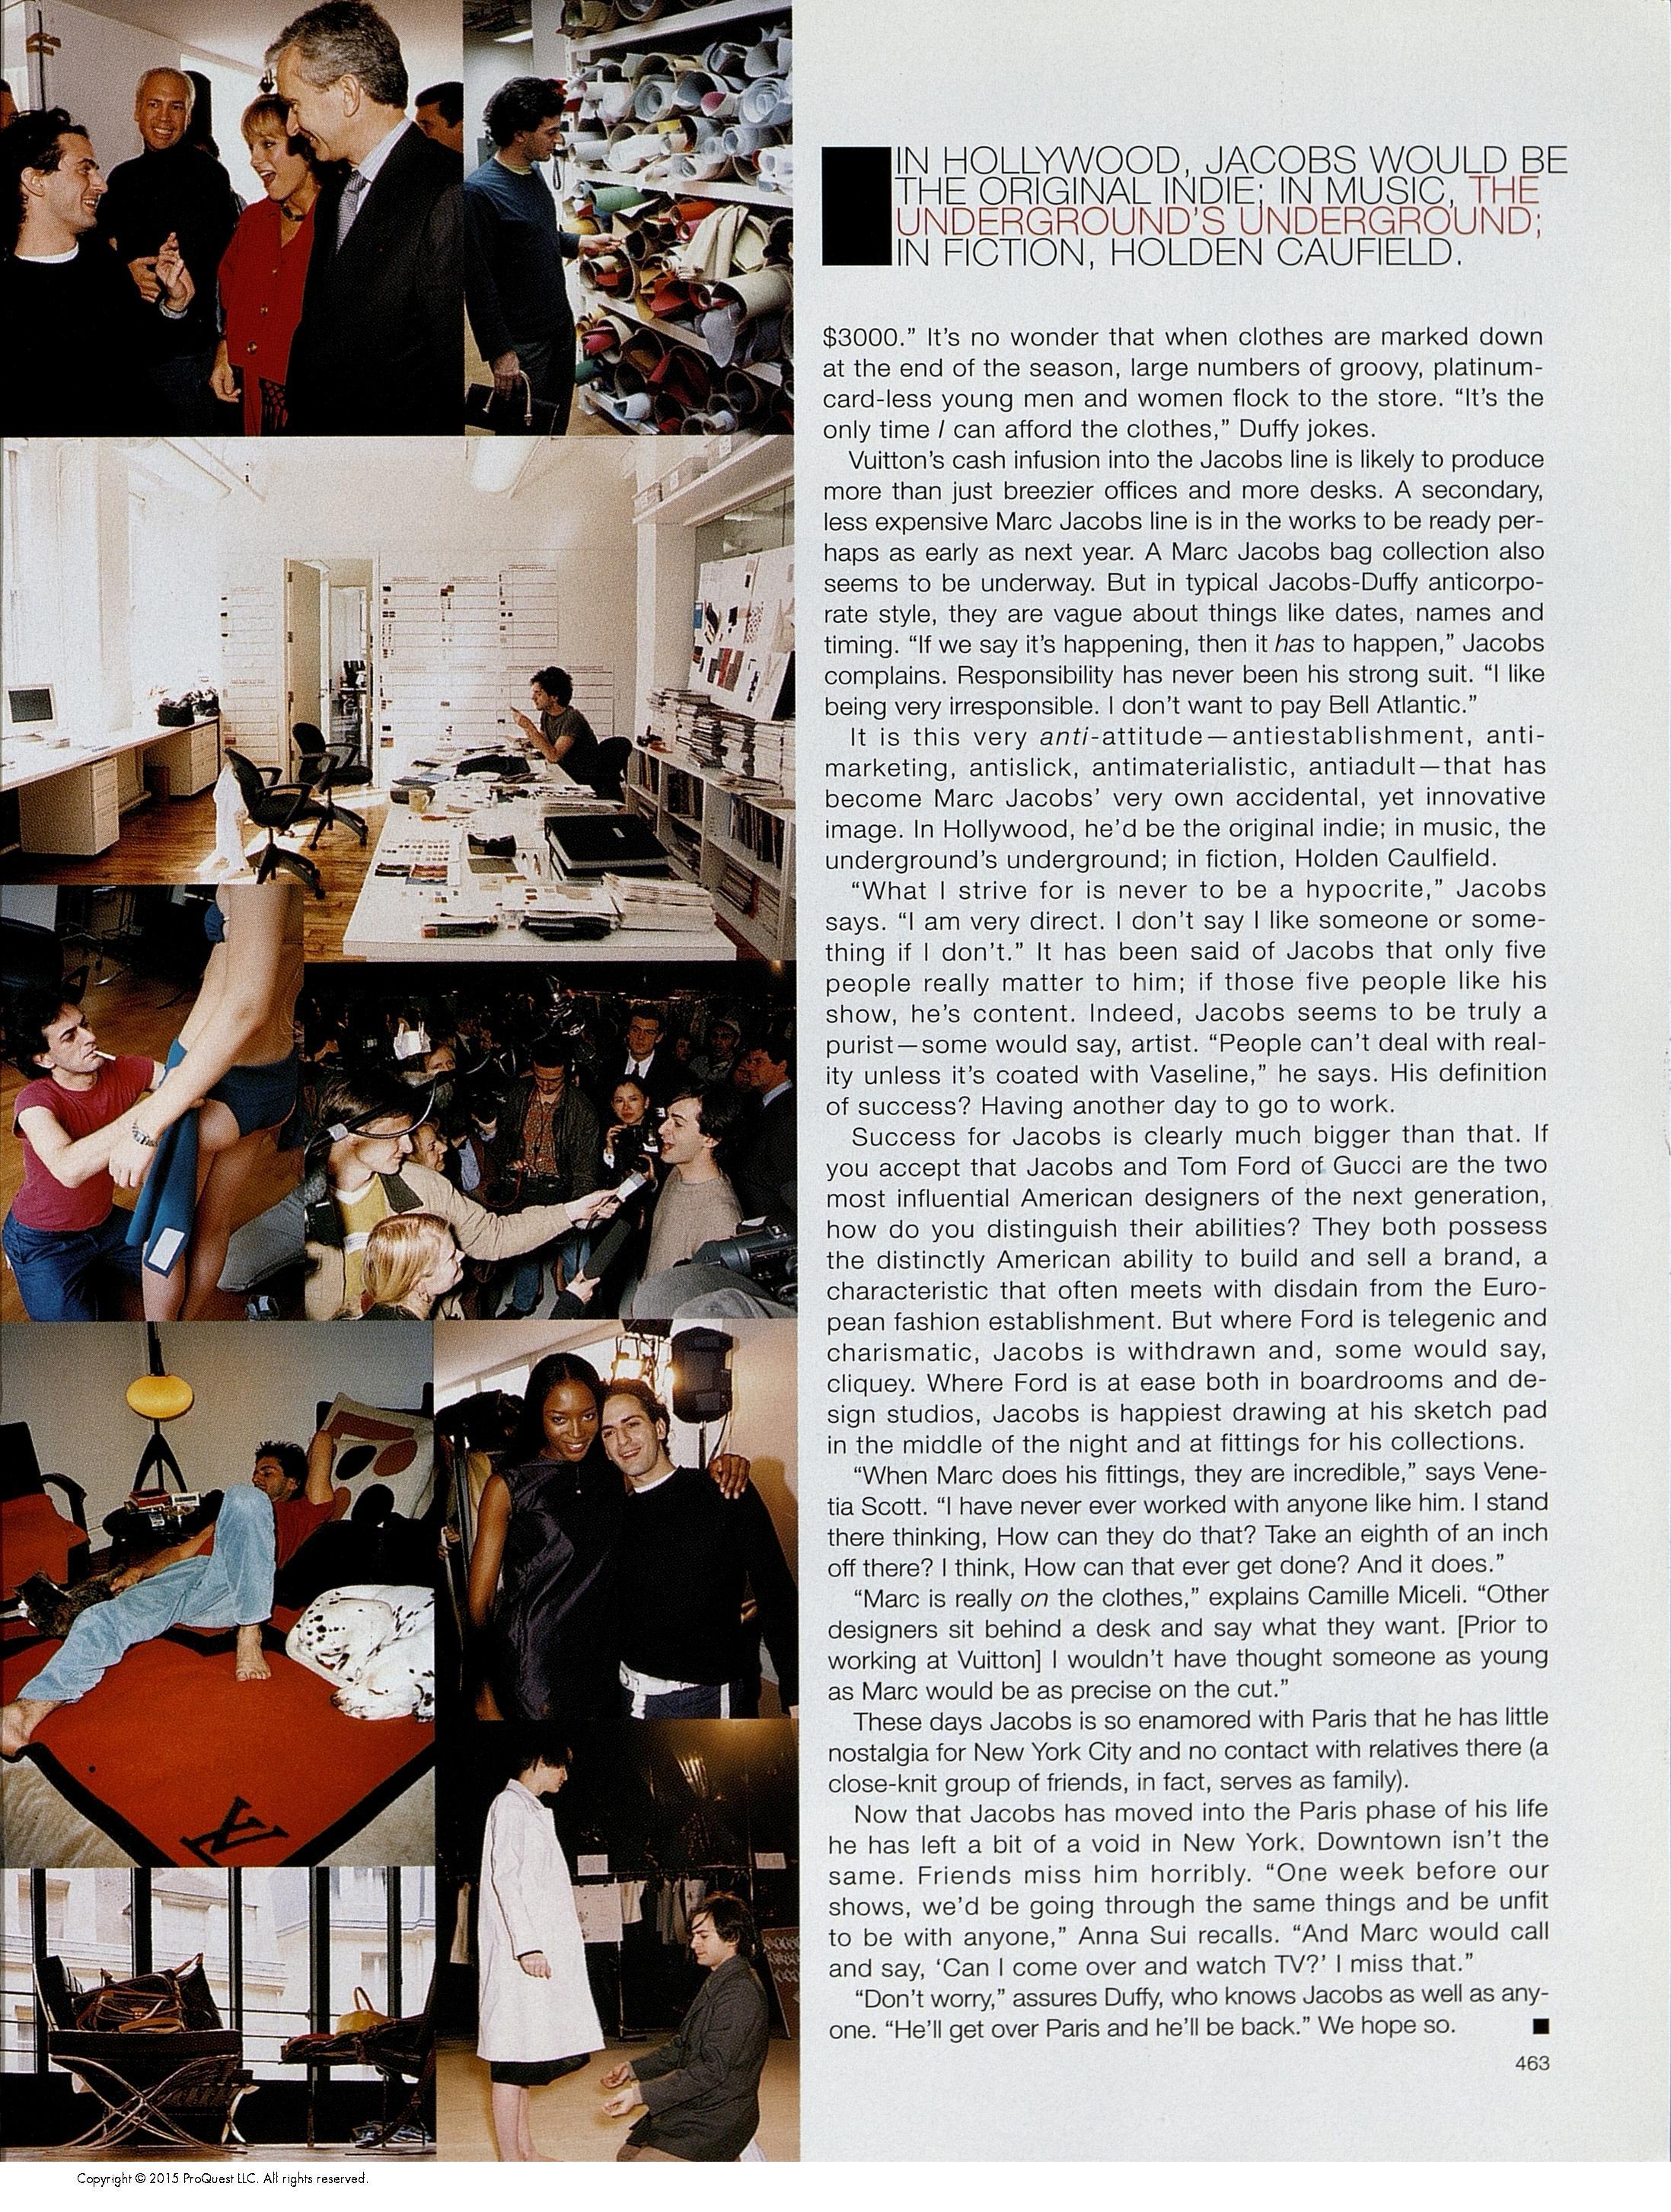 IN HOLLYWOOD, JACOBS WOULD BE
THE ORIGINAL INDIE; IN MUSIC, THE
UNDERGROUND'S UNDERGROUND;
IN FICTION, HOLDEN CAUFIELD.
$3000.” It’s no wonder that when clothes are marked down
at the end of the season, large numbers of groovy, platinum-
card-less young men and women flock to the store. “It’s the
only time I can afford the clothes,” Duffy jokes.
Vuitton’s cash infusion into the Jacobs line is likely to produce
more than just breezier offices and more desks. A secondary,
less expensive Marc Jacobs line is in the works to be ready per-
haps as early as next year. A Marc Jacobs bag collection also
seems to be underway. But in typical Jacobs-Duffy anticorpo-
rate style, they are vague about things like dates, names and
timing. “If we say it’s happening, then it has to happen,” Jacobs
complains. Responsibility has never been his strong suit. “I like
being very irresponsible. I don’t want to pay Bell Atlantic.”
It is this very anti-attitude—antiestablishment, anti-
marketing, antislick, antimaterialistic, antiadult—that has
become Marc Jacobs’ very own accidental, yet innovative
image. In Hollywood, he’d be the original indie; in music, the
underground’s underground; in fiction, Holden Caulfield.
“What I strive for is never to be a hypocrite,” Jacobs
says. “I am very direct. I don’t say I like someone or some-
thing if I don’t.” It has been said of Jacobs that only five
people really matter to him; if those five people like his
show, he’s content. Indeed, Jacobs seems to be truly a
purist—some would say, artist. “People can’t deal with real-
ity unless it’s coated with Vaseline,” he says. His definition
of success? Having another day to go to work.
Success for Jacobs is clearly much bigger than that. If
you accept that Jacobs and Tom Ford of Gucci are the two
most influential American designers of the next generation,
how do you distinguish their abilities? They both possess
the distinctly American ability to build and sell a brand, a
characteristic that often meets with disdain from the Euro-
pean fashion establishment. But where Ford is telegenic and
charismatic, Jacobs is withdrawn and, some would say,
cliquey. Where Ford is at ease both in boardrooms and de-
sign studios, Jacobs is happiest drawing at his sketch pad
in the middle of the night and at fittings for his collections.
“When Marc does his fittings, they are incredible,” says Vene-
tia Scott. “I have never ever worked with anyone like him. I stand
there thinking, How can they do that? Take an eighth of an inch
off there? I think, How can that ever get done? And it does.”
“Marc is really on the clothes,” explains Camille Miceli. “Other
designers sit behind a desk and say what they want. [Prior to
working at Vuitton] I wouldn’t have thought someone as young
as Marc would be as precise on the cut.”
These days Jacobs is so enamored with Paris that he has little
nostalgia for New York City and no contact with relatives there (a
close-knit group of friends, in fact, serves as family).
Now that Jacobs has moved into the Paris phase of his life
he has left a bit of a void in New York. Downtown isn’t the
same. Friends miss him horribly. “One week before our
shows, we’d be going through the same things and be unfit
to be with anyone,” Anna Sui recalls. “And Marc would call
and say, ‘Can I come over and watch TV?’ I miss that.”
“Don’t worry,” assures Duffy, who knows Jacobs as well as any-
one. “He’ll get over Paris and he’ll be back.” We hope so. ■
463
LV
Copyright © 2015 ProQuest LLC. All rights reserved.